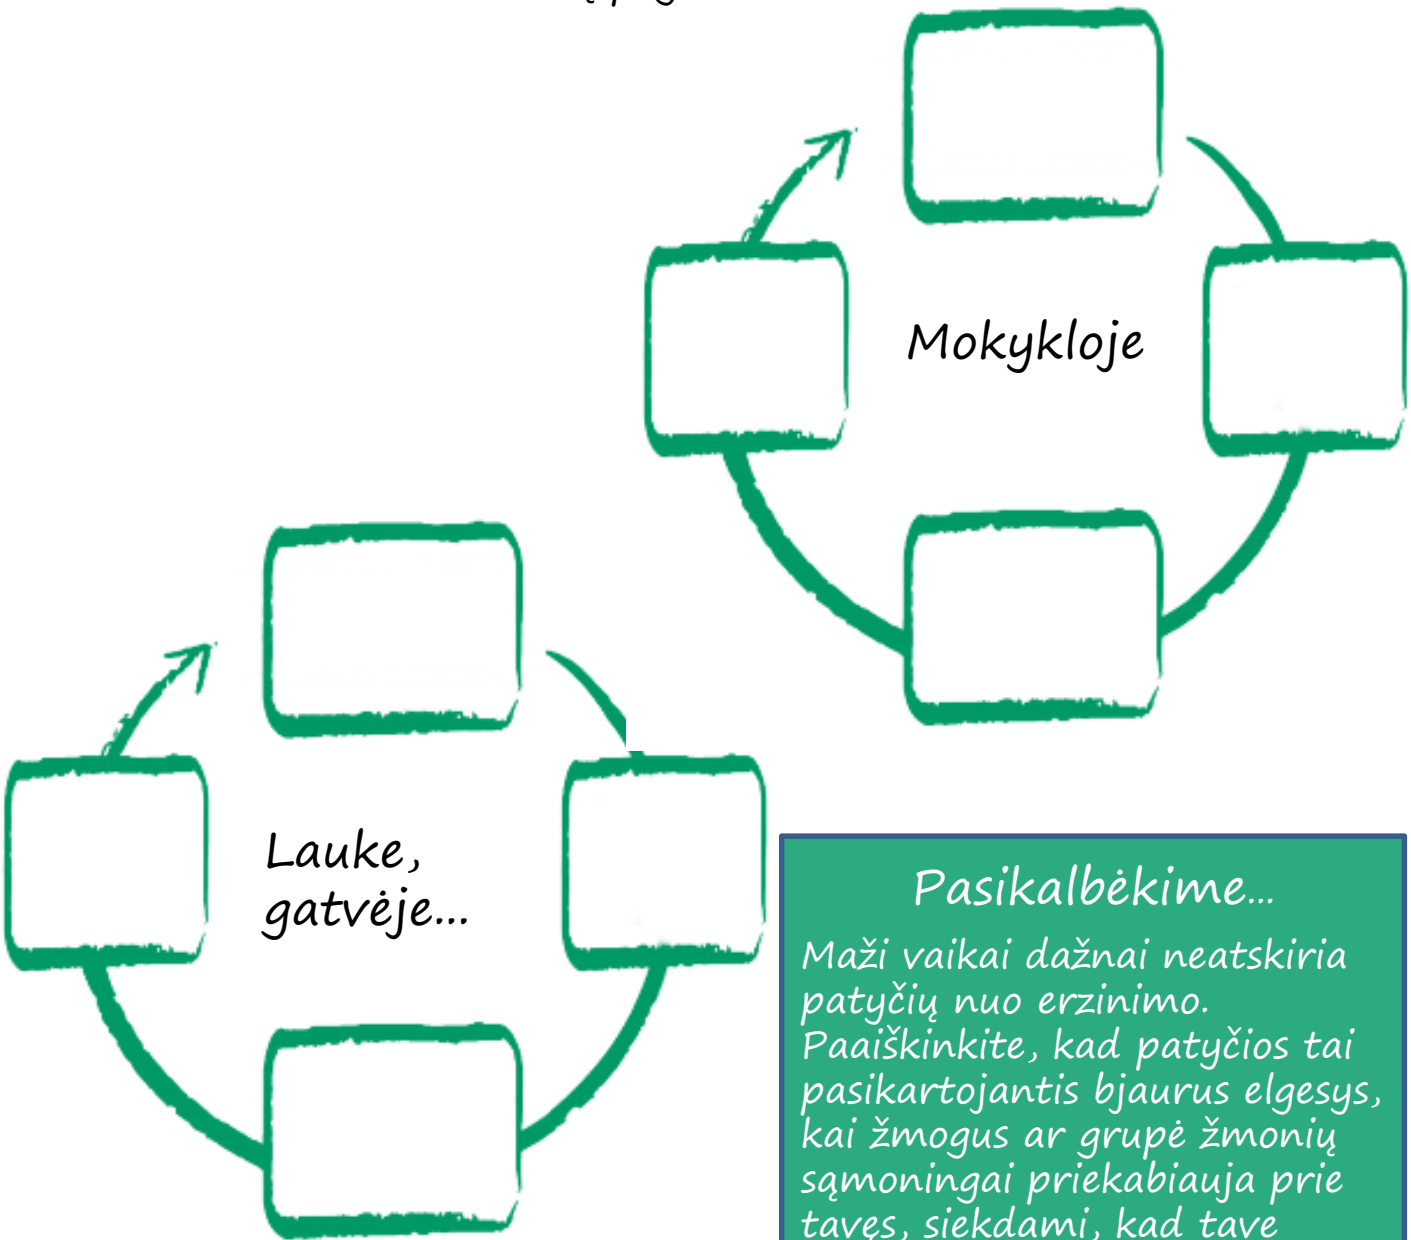 Mokykloje
Lauke,
gatvėje...
Pasikalbėkime...
Maži vaikai dažnai neatskiria
patyčių nuo erzinimo.
Paaiškinkite, kad patyčios tai
pasikartojantis bjaurus elgesys,
kai žmogus ar grupė žmonių
sąmoningai priekabiauja prie
tavęs, siekdami, kad tave